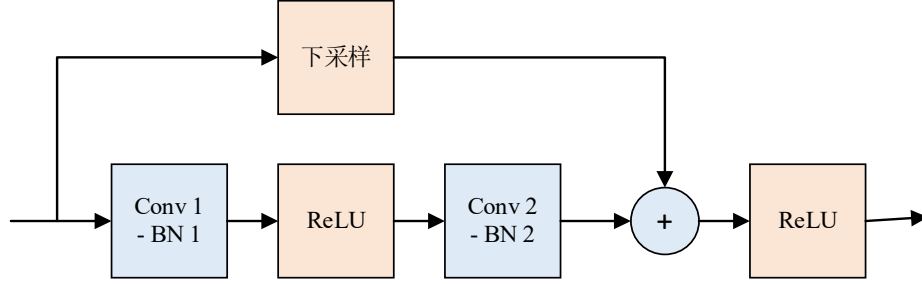 下采样
Conv 1
- BN 1
ReLU
Conv 2
- BN 2
+
ReLU